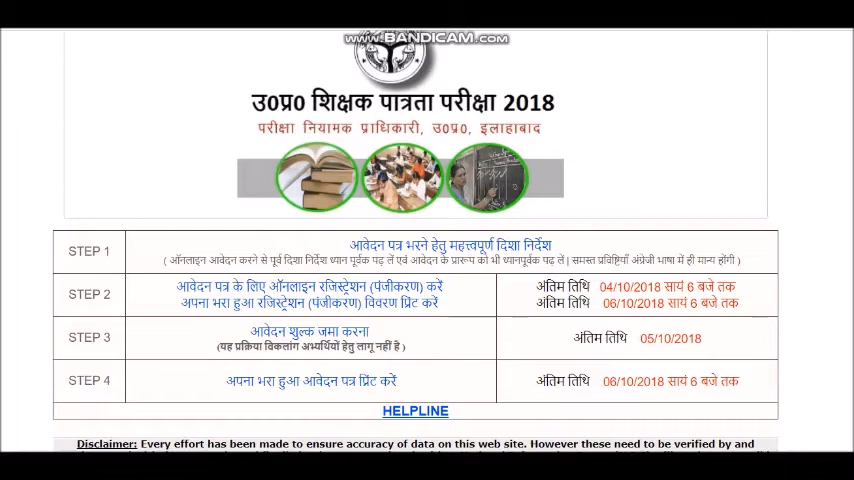 www.BANDICAM.com
उ0प्र0 शिक्षक पात्रता परीक्षा 2018
परीक्षा नियामक प्राधिकारी, उ0प्र0, इलाहाबाद
STEP 1
आवेदन पत्र भरने हेतु महत्त्वपूर्ण दिशा निर्देश
( ऑनलाइन आवेदन करने से पूर्व दिशा निर्देश ध्यान पूर्वक पढ़ लें एवं आवेदन के प्रारूप को भी ध्यानपूर्वक पढ़ लें | समस्त प्रविष्टियाँ अंग्रेजी भाषा में ही मान्य होंगी )
STEP 2
आवेदन पत्र के लिए ऑनलाइन रजिस्ट्रेशन (पंजीकरण) करें अंतिम तिथि 04/10/2018 सायं 6 बजे तक
अपना भरा हुआ रजिस्ट्रेशन (पंजीकरण) विवरण प्रिंट करें अंतिम तिथि 06/10/2018 सायं 6 बजे तक
STEP 3
आवेदन शुल्क जमा करना
(यह प्रक्रिया विकलांग अभ्यर्थियों हेतु लागू नहीं है )
अंतिम तिथि 05/10/2018
STEP 4 अपना भरा हुआ आवेदन पत्र प्रिंट करें अंतिम तिथि 06/10/2018 सायं 6 बजे तक
HELPLINE
Disclaimer: Every effort has been made to ensure accuracy of data on this web site. However these need to be verified by and